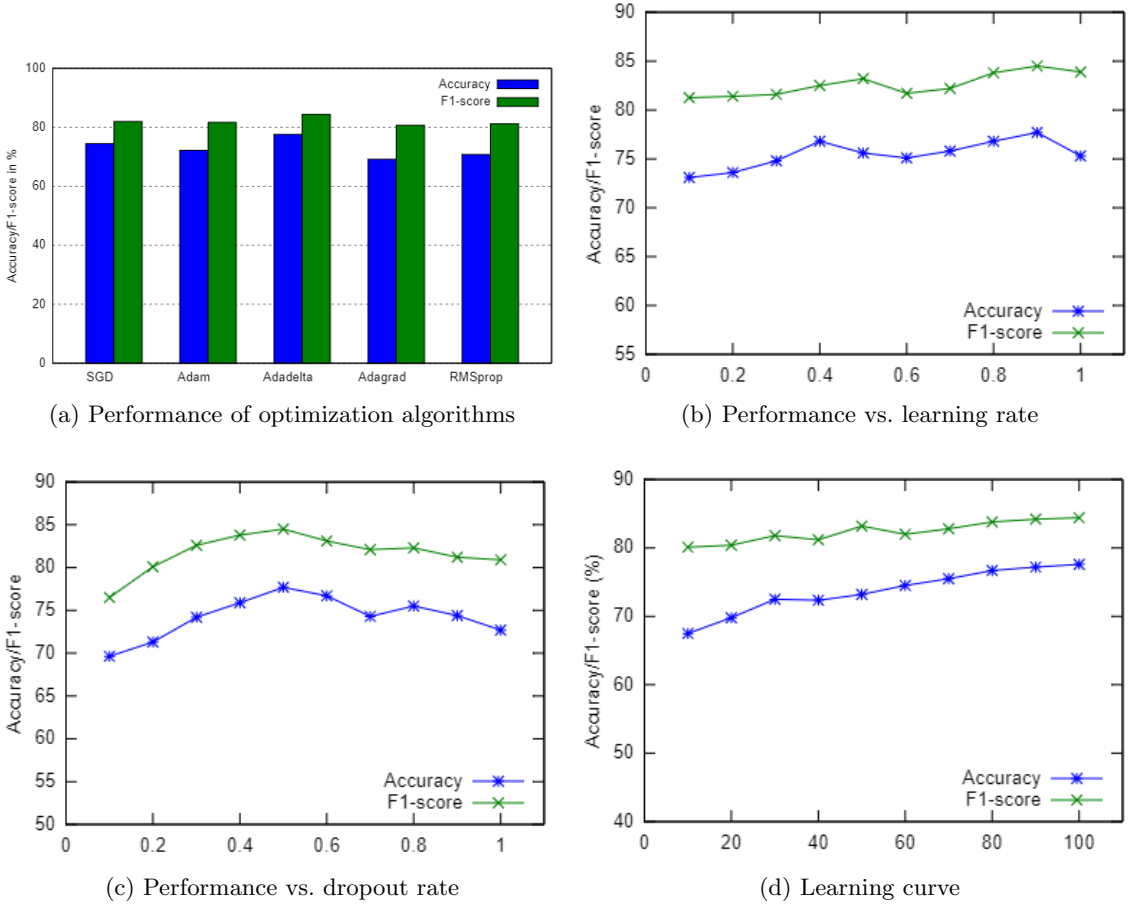 100
80
60
40
20
0
Accuracy/F1-score in %
Accuracy
F1-score
SGD Adam Adadelta Adagrad RMSprop
(a) Performance of optimization algorithms
90
85
80
75
70
65
60
55
Accuracy/F1-score
Accuracy
F1-score
0 0.2 0.4 0.6 0.8 1
(b) Performance vs. learning rate
90
85
80
75
70
65
60
55
50
Accuracy/F1-score
Accuracy
F1-score
0 0.2 0.4 0.6 0.8 1
(c) Performance vs. dropout rate
90
80
70
60
50
40
Accuracy/F1-score (%)
Accuracy
F1-score
0 20 40 60 80 100
(d) Learning curve